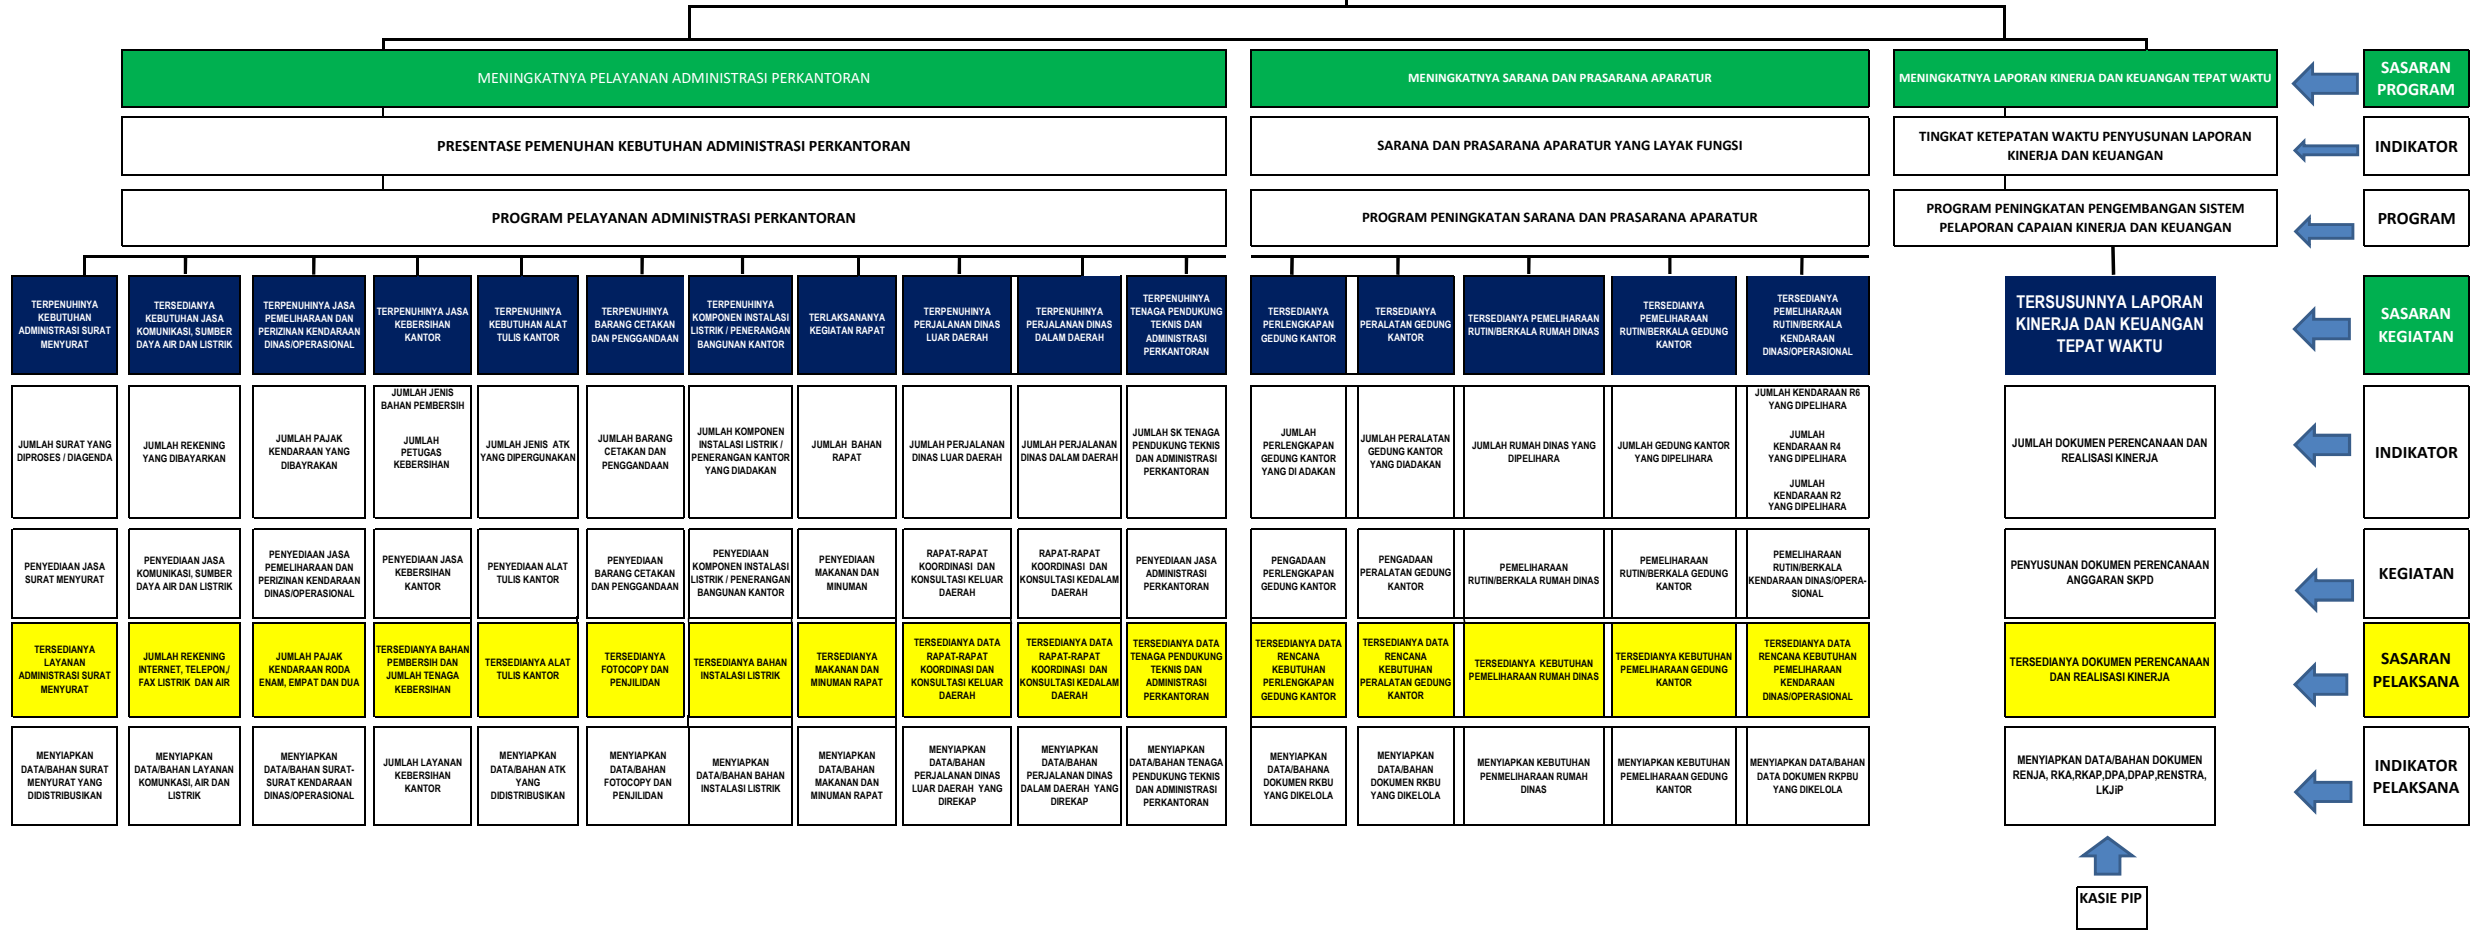 MENINGKATNYA PELAYANAN ADMINISTRASI PERKANTORAN
MENINGKATNYA SARANA DAN PRASARANA APARATUR
MENINGKATNYA LAPORAN KINERJA DAN KEUANGAN TEPAT WAKTU
SASARAN
PROGRAM
PRESENTASE PEMENUHAN KEBUTUHAN ADMINISTRASI PERKANTORAN
SARANA DAN PRASARANA APARATUR YANG LAYAK FUNGSI
TINGKAT KETEPATAN WAKTU PENYUSUNAN LAPORAN
KINERJA DAN KEUANGAN
INDIKATOR
PROGRAM PELAYANAN ADMINISTRASI PERKANTORAN
PROGRAM PENINGKATAN SARANA DAN PRASARANA APARATUR
PROGRAM PENINGKATAN PENGEMBANGAN SISTEM
PELAPORAN CAPAIAN KINERJA DAN KEUANGAN
PROGRAM
TERPENUHINYA
KEBUTUHAN
ADMINISTRASI SURAT
MENYURAT
TERSEDIANYA
KEBUTUHAN JASA
KOMUNIKASI, SUMBER
DAYA AIR DAN LISTRIK
TERPENUHINYA JASA
PEMELIHARAAN DAN
PERIZINAN KENDARAAN
DINAS/OPERASIONAL
TERPENUHINYA JASA
KEBERSIHAN
KANTOR
TERPENUHINYA
KEBUTUHAN ALAT
TULIS KANTOR
TERPENUHINYA
BARANG CETAKAN
DAN PENGGANDAAN
TERPENUHINYA
KOMPONEN INSTALASI
LISTRIK / PENERANGAN
BANGUNAN KANTOR
TERLAKSANANYA
KEGIATAN RAPAT
TERPENUHINYA
PERJALANAN DINAS
LUAR DAERAH
TERPENUHINYA
PERJALANAN DINAS
DALAM DAERAH
TERPENUHINYA
TENAGA PENDUKUNG
TEKNIS DAN
ADMINISTRASI
PERKANTORAN
TERSEDIANYA
PERLENGKAPAN
GEDUNG KANTOR
TERSEDIANYA
PERALATAN GEDUNG
KANTOR
TERSEDIANYA PEMELIHARAAN
RUTIN/BERKALA RUMAH DINAS
TERSEDIANYA
PEMELIHARAAN
RUTIN/BERKALA GEDUNG
KANTOR
TERSEDIANYA
PEMELIHARAAN
RUTIN/BERKALA
KENDARAAN
DINAS/OPERASIONAL
TERSUSUNNYA LAPORAN
KINERJA DAN KEUANGAN
TEPAT WAKTU
SASARAN
KEGIATAN
JUMLAH SURAT YANG
DIPROSES / DIAGENDA
JUMLAH REKENING
YANG DIBAYARKAN
JUMLAH PAJAK
KENDARAAN YANG
DIBAYRAKAN
JUMLAH JENIS
BAHAN PEMBERSIH
JUMLAH
PETUGAS
KEBERSIHAN
JUMLAH JENIS  ATK
YANG DIPERGUNAKAN
JUMLAH BARANG
CETAKAN DAN
PENGGANDAAN
JUMLAH KOMPONEN
INSTALASI LISTRIK /
PENERANGAN KANTOR
YANG DIADAKAN
JUMLAH  BAHAN
RAPAT
JUMLAH PERJALANAN
DINAS LUAR DAERAH
JUMLAH PERJALANAN
DINAS DALAM DAERAH
JUMLAH SK TENAGA
PENDUKUNG TEKNIS
DAN ADMINISTRASI
PERKANTORAN
JUMLAH
PERLENGKAPAN
GEDUNG KANTOR
YANG DI ADAKAN
JUMLAH PERALATAN
GEDUNG KANTOR
YANG DIADAKAN
JUMLAH RUMAH DINAS YANG
DIPELIHARA
JUMLAH GEDUNG KANTOR
YANG DIPELIHARA
JUMLAH KENDARAAN R6
YANG DIPELIHARA
JUMLAH
KENDARAAN R4
YANG DIPELIHARA
JUMLAH
KENDARAAN R2
YANG DIPELIHARA
JUMLAH DOKUMEN PERENCANAAN DAN
REALISASI KINERJA
INDIKATOR
PENYEDIAAN JASA
SURAT MENYURAT
PENYEDIAAN JASA
KOMUNIKASI, SUMBER
DAYA AIR DAN LISTRIK
PENYEDIAAN JASA
PEMELIHARAAN DAN
PERIZINAN KENDARAAN
DINAS/OPERASIONAL
PENYEDIAAN JASA
KEBERSIHAN
KANTOR
PENYEDIAAN ALAT
TULIS KANTOR
PENYEDIAAN
BARANG CETAKAN
DAN PENGGANDAAN
PENYEDIAAN
KOMPONEN INSTALASI
LISTRIK / PENERANGAN
BANGUNAN KANTOR
PENYEDIAAN
MAKANAN DAN
MINUMAN
RAPAT-RAPAT
KOORDINASI  DAN
KONSULTASI KELUAR
DAERAH
RAPAT-RAPAT
KOORDINASI  DAN
KONSULTASI KEDALAM
DAERAH
PENYEDIAAN JASA
ADMINISTRASI
PERKANTORAN
PENGADAAN
PERLENGKAPAN
GEDUNG KANTOR
PENGADAAN
PERALATAN GEDUNG
KANTOR
PEMELIHARAAN
RUTIN/BERKALA RUMAH DINAS
PEMELIHARAAN
RUTIN/BERKALA GEDUNG
KANTOR
PEMELIHARAAN
RUTIN/BERKALA
KENDARAAN DINAS/OPERA-
SIONAL
PENYUSUNAN DOKUMEN PERENCANAAN
ANGGARAN SKPD
KEGIATAN
TERSEDIANYA
LAYANAN
ADMINISTRASI SURAT
MENYURAT
JUMLAH REKENING
INTERNET, TELEPON,/
FAX LISTRIK  DAN AIR
JUMLAH PAJAK
KENDARAAN RODA
ENAM, EMPAT DAN DUA
TERSEDIANYA BAHAN
PEMBERSIH DAN
JUMLAH TENAGA
KEBERSIHAN
TERSEDIANYA ALAT
TULIS KANTOR
TERSEDIANYA
FOTOCOPY DAN
PENJILIDAN
TERSEDIANYA BAHAN
INSTALASI LISTRIK
TERSEDIANYA
MAKANAN DAN
MINUMAN RAPAT
TERSEDIANYA DATA
RAPAT-RAPAT
KOORDINASI DAN
KONSULTASI KELUAR
DAERAH
TERSEDIANYA DATA
RAPAT-RAPAT
KOORDINASI  DAN
KONSULTASI KEDALAM
DAERAH
TERSEDIANYA DATA
TENAGA PENDUKUNG
TEKNIS DAN
ADMINISTRASI
PERKANTORAN
TERSEDIANYA DATA
RENCANA
KEBUTUHAN
PERLENGKAPAN
GEDUNG KANTOR
TERSEDIANYA DATA
RENCANA
KEBUTUHAN
PERALATAN GEDUNG
KANTOR
TERSEDIANYA  KEBUTUHAN
PEMELIHARAAN RUMAH DINAS
TERSEDIANYA KEBUTUHAN
PEMELIHARAAN GEDUNG
KANTOR
TERSEDIANYA DATA
RENCANA KEBUTUHAN
PEMELIHARAAN
KENDARAAN
DINAS/OPERASIONAL
TERSEDIANYA DOKUMEN PERENCANAAN
DAN REALISASI KINERJA
SASARAN
PELAKSANA
MENYIAPKAN
DATA/BAHAN SURAT
MENYURAT YANG
DIDISTRIBUSIKAN
MENYIAPKAN
DATA/BAHAN LAYANAN
KOMUNKASI, AIR DAN
LISTRIK
MENYIAPKAN
DATA/BAHAN SURAT-
SURAT KENDARAAN
DINAS/OPERASIONAL
JUMLAH LAYANAN
KEBERSIHAN
KANTOR
MENYIAPKAN
DATA/BAHAN ATK
YANG
DIDISTRIBUSIKAN
MENYIAPKAN
DATA/BAHAN
FOTOCOPY DAN
PENJILIDAN
MENYIAPKAN
DATA/BAHAN BAHAN
INSTALASI LISTRIK
MENYIAPKAN
DATA/BAHAN
MAKANAN DAN
MINUMAN RAPAT
MENYIAPKAN
DATA/BAHAN
PERJALANAN DINAS
LUAR DAERAH  YANG
DIREKAP
MENYIAPKAN
DATA/BAHAN
PERJALANAN DINAS
DALAM DAERAH  YANG
DIREKAP
MENYIAPKAN
DATA/BAHAN TENAGA
PENDUKUNG TEKNIS
DAN ADMINISTRASI
PERKANTORAN
MENYIAPKAN
DATA/BAHANA
DOKUMEN RKBU
YANG DIKELOLA
MENYIAPKAN
DATA/BAHAN
DOKUMEN RKBU
YANG DIKELOLA
MENYIAPKAN KEBUTUHAN
PENMELIHARAAN RUMAH
DINAS
MENYIAPKAN KEBUTUHAN
PEMELIHARAAN GEDUNG
KANTOR
MENYIAPKAN DATA/BAHAN
DATA DOKUMEN RKPBU
YANG DIKELOLA
MENYIAPKAN DATA/BAHAN DOKUMEN
RENJA, RKA,RKAP,DPA,DPAP,RENSTRA,
LKJiP
INDIKATOR
PELAKSANA
KASIE PIP